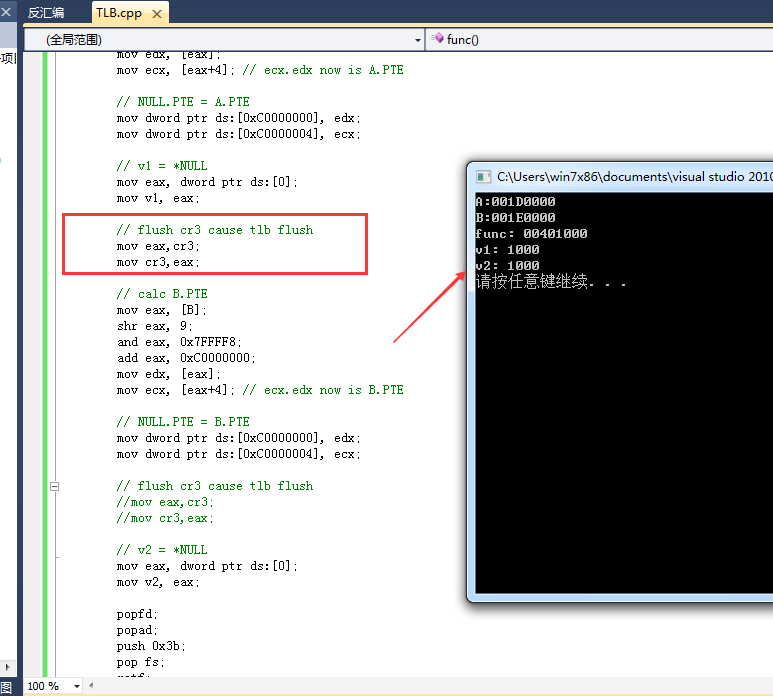 反汇编
TLB.cpp
(全局范围)
func()
mov edx, [eax];
mov ecx, [eax+4]; // ecx.edx now is A.PTE
// NULL.PTE = A.PTE
mov dword ptr ds:[0xC0000000], edx;
mov dword ptr ds:[0xC0000004], ecx;
// v1 = *NULL
mov eax, dword ptr ds:[0];
mov v1, eax;
// flush cr3 cause tlb flush
mov eax,cr3;
mov cr3,eax;
// calc B.PTE
mov eax, [B];
shr eax, 9;
and eax, 0x7FFFF8;
add eax, 0xC0000000;
mov edx, [eax];
mov ecx, [eax+4]; // ecx.edx now is B.PTE
// NULL.PTE = B.PTE
mov dword ptr ds:[0xC0000000], edx;
mov dword ptr ds:[0xC0000004], ecx;
// flush cr3 cause tlb flush
//mov eax,cr3;
//mov cr3,eax;
// v2 = *NULL
mov eax, dword ptr ds:[0];
mov v2, eax;
popfd;
popad;
push 0x3b;
pop fs;
100 %
C:\Users\win7x86\documents\visual studio 2010
A:001D0000
B:001E0000
func: 00401000
v1: 1000
v2: 1000
请按任意键继续. . .